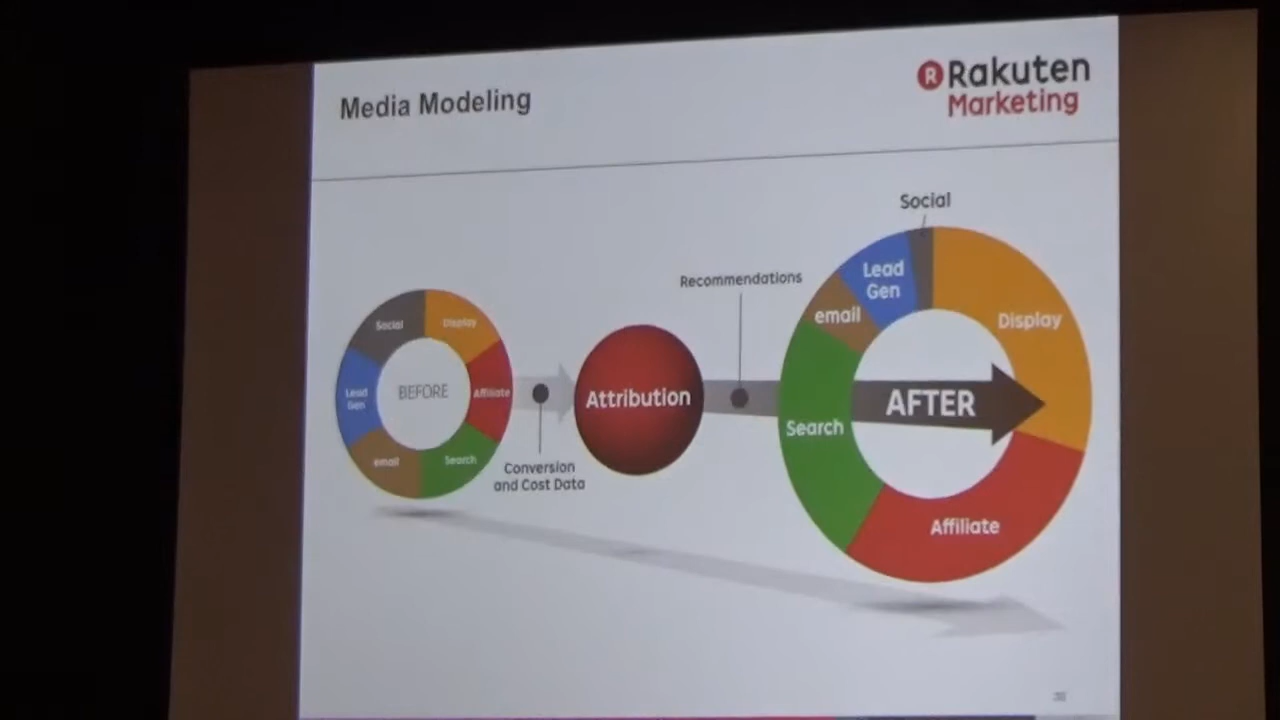 Media Modeling
R Rakuten
Marketing
Social
Display
Affiliate
Search
email
Lead
Gen
BEFORE
Conversion
and Cost Data
Attribution
Recommendations
Social
Display
Affiliate
Search
email
Lead
Gen
AFTER